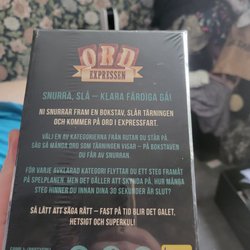 ORD
EXPRESSEN
SNURRA, SLÅ – KLARA FÄRDIGA GÅ!
NI SNURRAR FRAM EN BOKSTAV, SLÅR TÄRNINGEN
OCH KOMMER PÅ ORD I EXPRESSFART.
VÄLJ EN AV KATEGORIERNA FRÅN RUTAN DU STÅR PÅ
SÄG SÅ MÅNGA ORD SOM TÄRNINGEN VISAR – PÅ BOKSTAVEN
DU FÅR AV SNURRAN.
FÖR VARJE AVKLARAD KATEGORI FLYTTAR DU ETT STEG FRAMÅT
PÅ SPELPLANEN. MEN DET GÄLLER ATT SKYNDA PÅ, HUR MÅNGA
STEG HINNER DU INNAN DINA 30 SEKUNDER ÄR SLUT?
SÅ LÄTT ATT SÄGA RÄTT – FAST PÅ TID BLIR DET GALET,
HETSIGT OCH SUPERKUL!